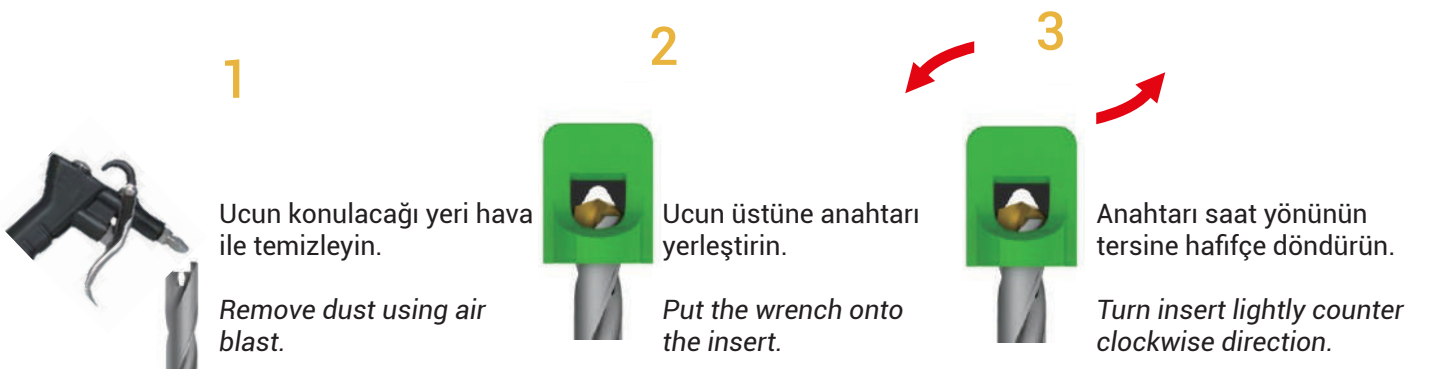 1
Ucun konulacağı yeri hava
ile temizleyin.
Remove dust using air
blast.
2
Ucun üstüne anahtarı
yerleştirin.
Put the wrench onto
the insert.
3
Anahtarı saat yönünün
tersine hafifçe döndürün.
Turn insert lightly counter
clockwise direction.